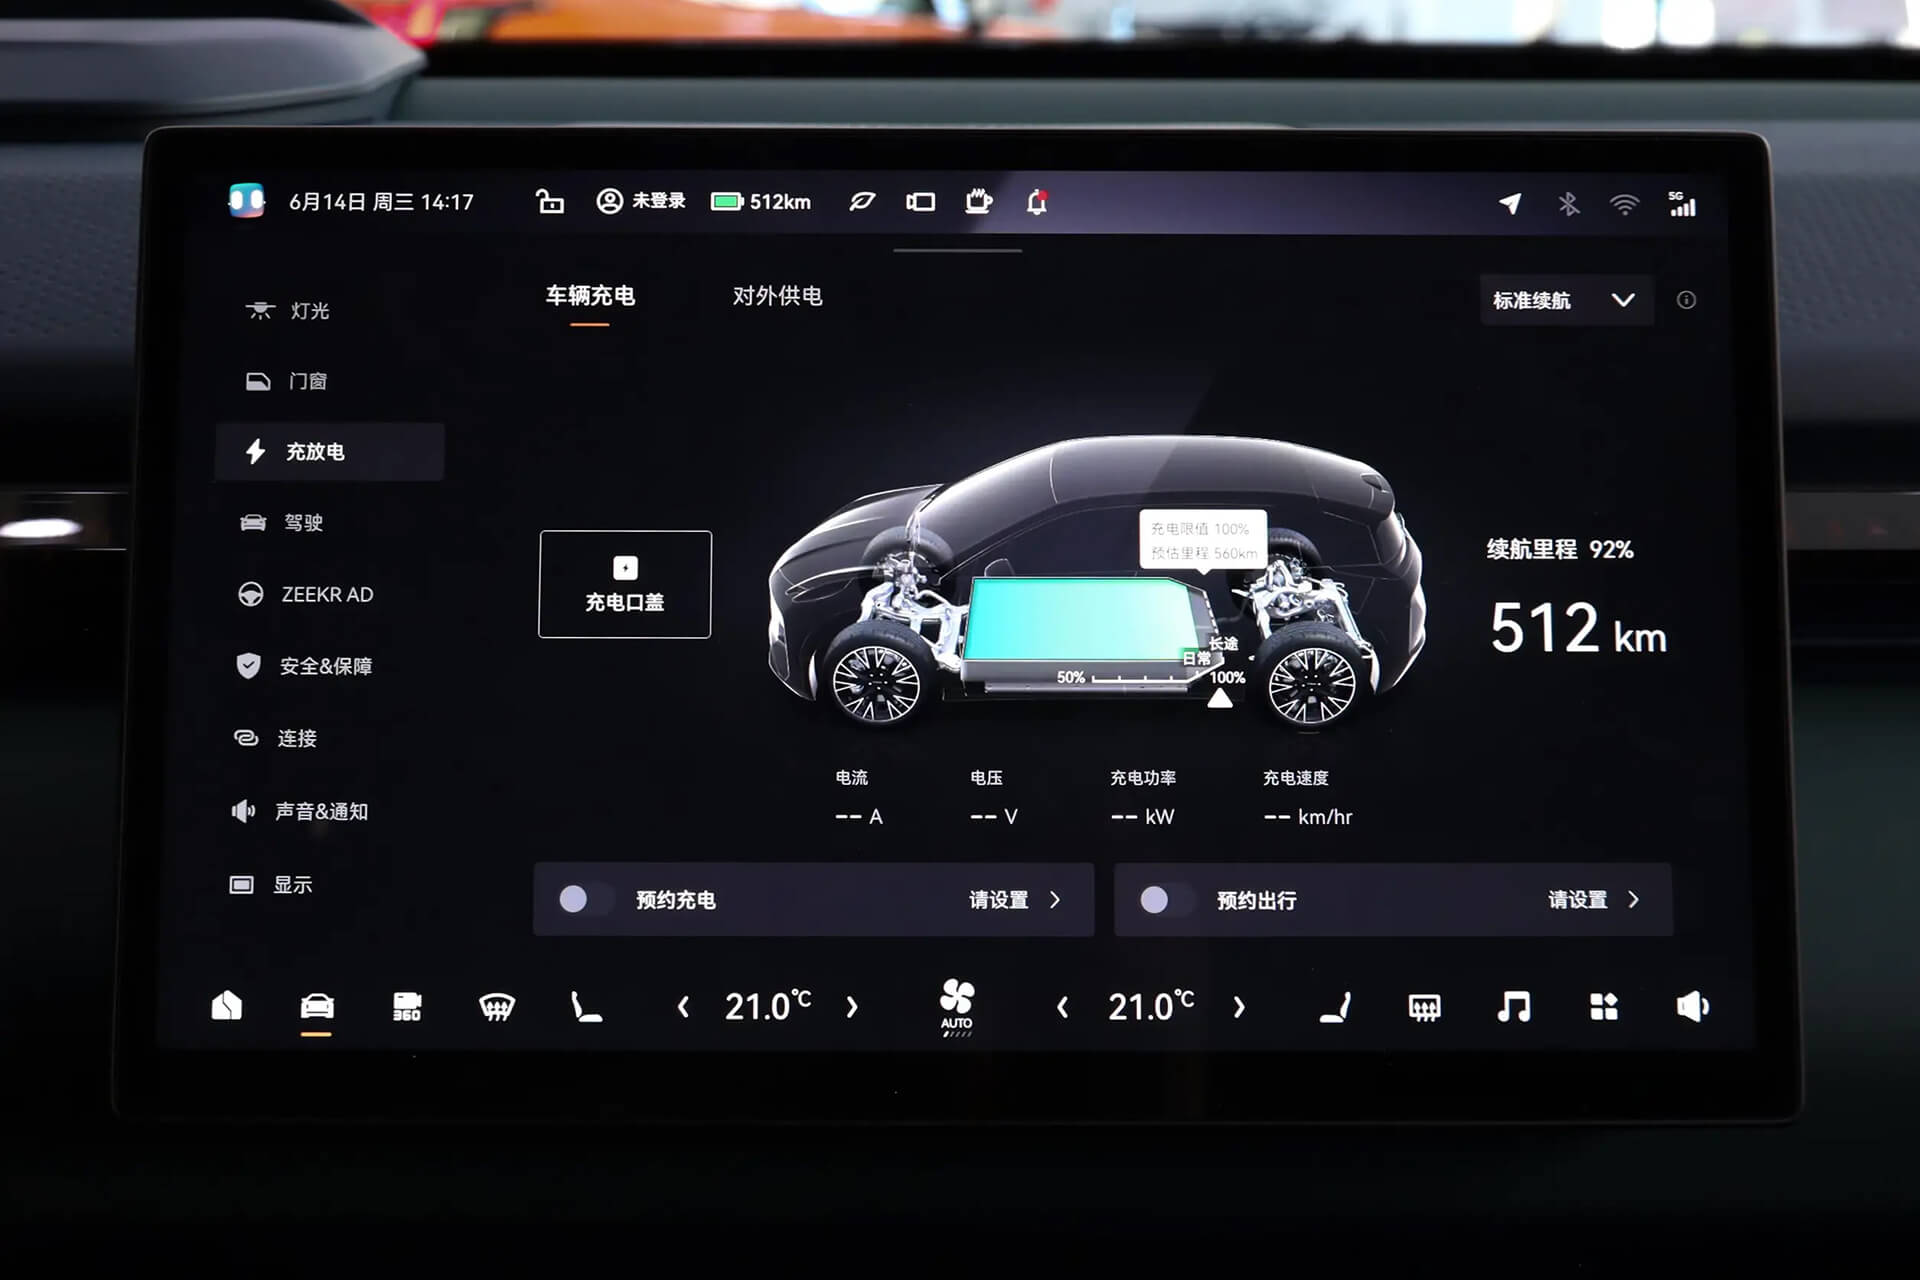 6月14日 周三 14:17
未登录
512km
5G
灯光
门窗
充放电
驾驶
ZEEKR AD
安全&保障
连接
声音&通知
显示
车辆充电
对外供电
标准续航
充电口盖
充电限值 100%
预估里程 560km
长途
日常
50%
100%
续航里程 92%
512 km
电流
-- A
电压
-- V
充电功率
-- kW
充电速度
-- km/hr
预约充电
请设置
预约出行
请设置
360
21.0°C
AUTO
21.0°C